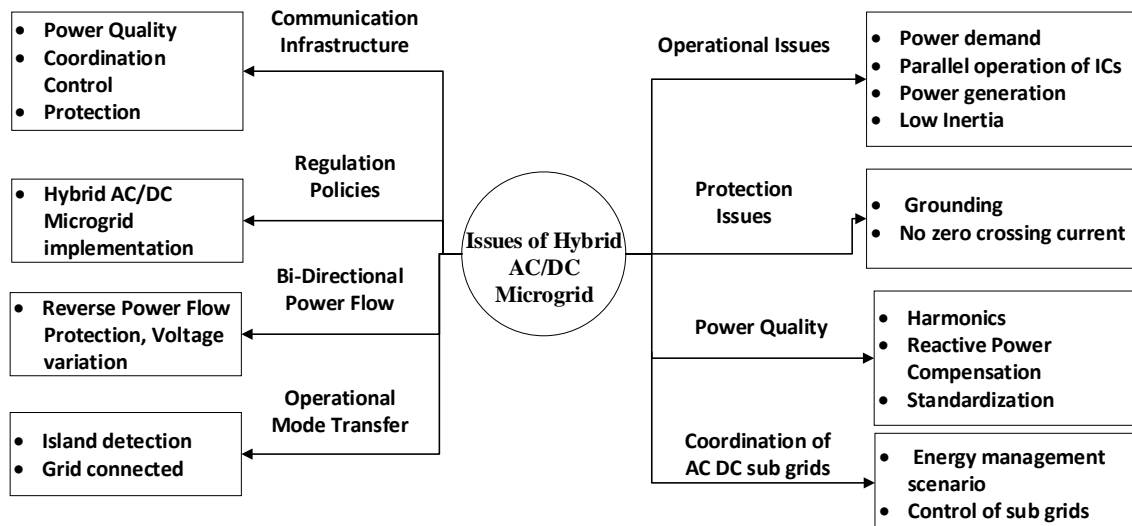 Communication
Infrastructure
• Power Quality
• Coordination
Control
• Protection
Regulation
Policies
• Hybrid AC/DC
Microgrid
implementation
Bi-Directional
Power Flow
• Reverse Power Flow
Protection, Voltage
variation
Operational
Mode Transfer
• Island detection
• Grid connected
Issues of Hybrid
AC/DC
Microgrid
Operational Issues
• Power demand
• Parallel operation of ICs
• Power generation
• Low Inertia
Protection
Issues
• Grounding
• No zero crossing current
Power Quality
• Harmonics
• Reactive Power
Compensation
• Standardization
Coordination of
AC DC sub grids
• Energy management
scenario
• Control of sub grids